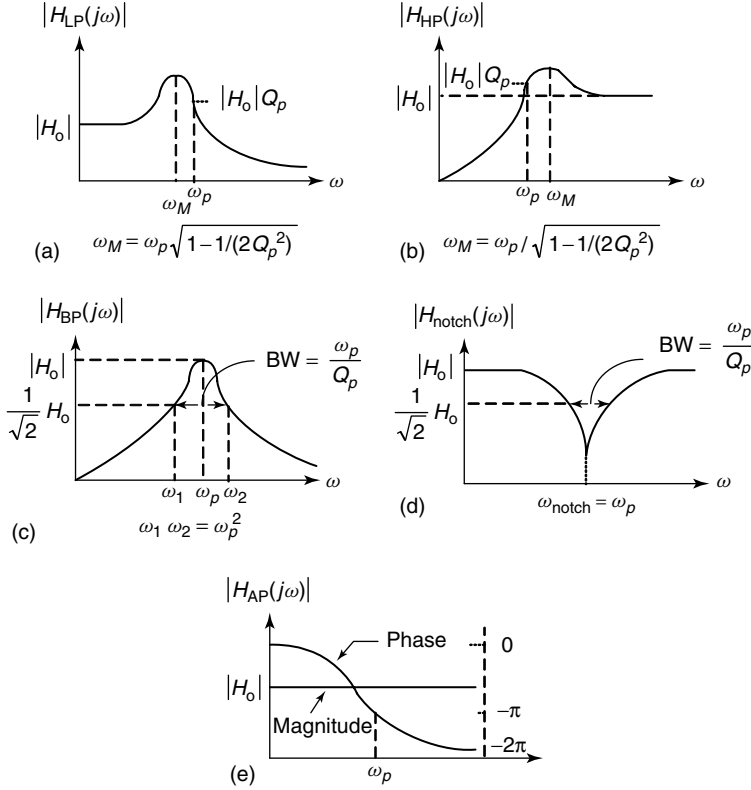 |H_LP(jω)|
|H_o|Q_p
|H_o|
ω
ω_M
ω_p
(a) ω_M = ω_p √1–1/(2Q_p²)
|H_HP(jω)|
|H_o|Q_p
|H_o|
ω
ω_p
ω_M
(b) ω_M = ω_p/√1–1/(2Q_p²)
|H_BP(jω)|
|H_o|
BW = ω_p/Q_p
1/√2 H_o
ω_1 ω_p ω_2 ω
(c) ω_1 ω_2 = ω_p²
|H_notch(jω)|
|H_o|
BW = ω_p/Q_p
1/√2 H_o
ω
(d) ω_notch = ω_p
|H_AP(jω)|
Phase
0
|H_o|
Magnitude
–π
–2π
(e)
ω_p